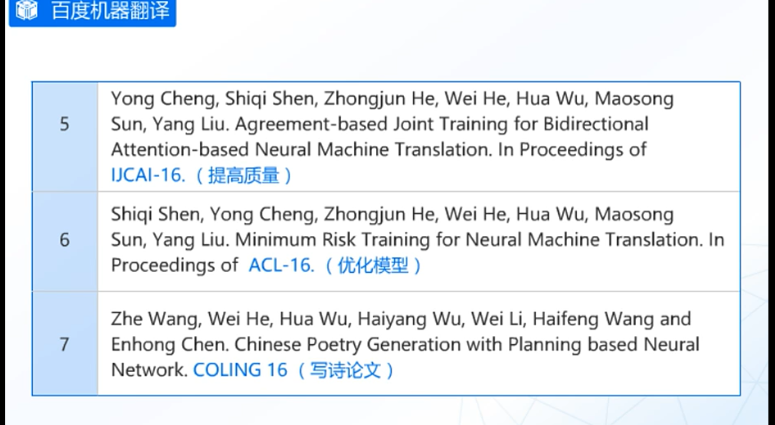 百度机器翻译
5
Yong Cheng, Shiqi Shen, Zhongjun He, Wei He, Hua Wu, Maosong
Sun, Yang Liu. Agreement-based Joint Training for Bidirectional
Attention-based Neural Machine Translation. In Proceedings of
IJCAI-16.（提高质量）
6
Shiqi Shen, Yong Cheng, Zhongjun He, Wei He, Hua Wu, Maosong
Sun, Yang Liu. Minimum Risk Training for Neural Machine Translation. In
Proceedings of ACL-16.（优化模型）
7
Zhe Wang, Wei He, Hua Wu, Haiyang Wu, Wei Li, Haifeng Wang and
Enhong Chen. Chinese Poetry Generation with Planning based Neural
Network. COLING 16（写诗论文）